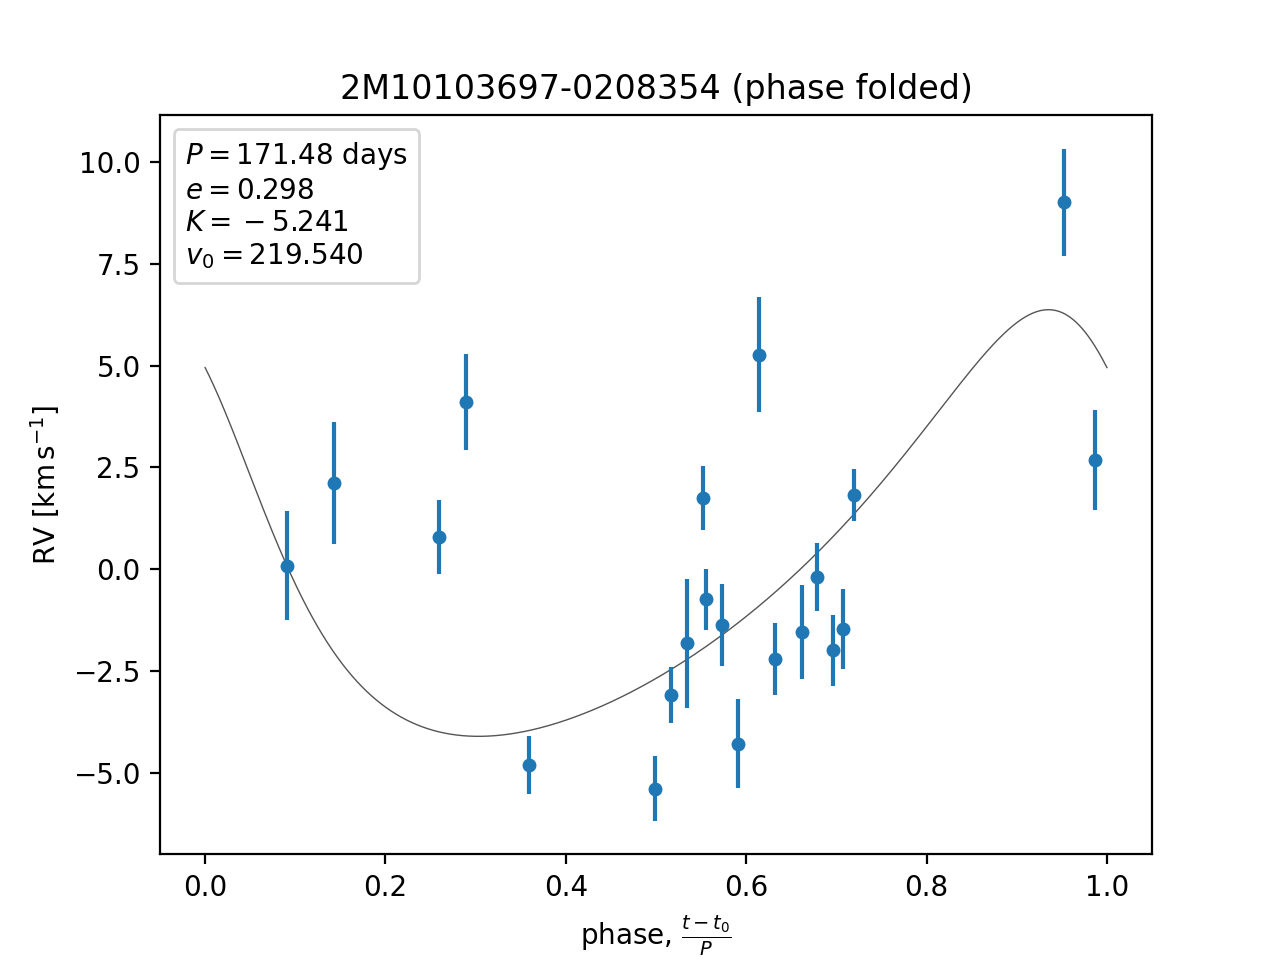 2M10103697-0208354 (phase folded)
P = 171.48 days
e = 0.298
K = −5.241
v₀ = 219.540
10.0
7.5
5.0
2.5
0.0
−2.5
−5.0
RV [km s⁻¹]
0.0 0.2 0.4 0.6 0.8 1.0
phase, (t − t₀)/P